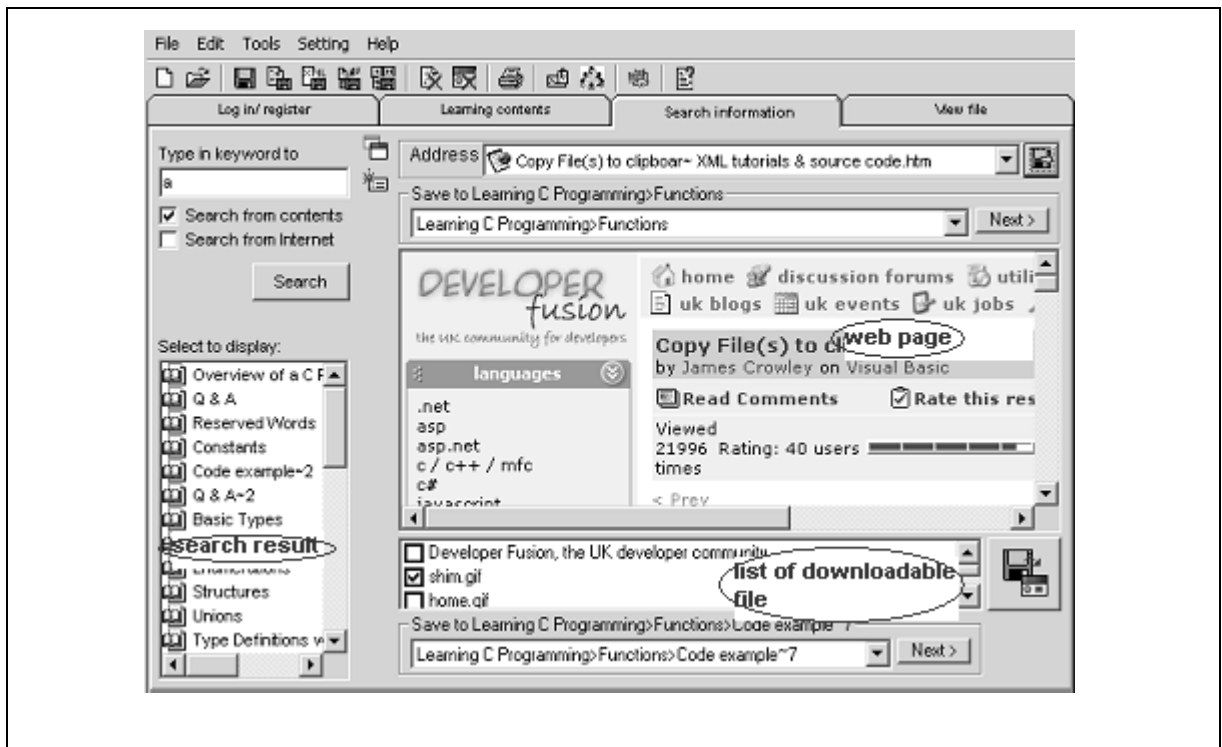 File Edit Tools Setting Help
Log in/ register Learning contents Search information View file
Type in keyword to
a
Search from contents
Search from Internet
Search
Select to display:
Overview of a C P
Q & A
Reserved Words
Constants
Code example~2
Q & A~2
Basic Types
search result
Structures
Unions
Type Definitions
Address Copy File(s) to clipboar~ XML tutorials & source code.htm
Save to Learning C Programming>Functions
Learning C Programming>Functions Next >
DEVELOPER
fusion
the UK community for developers
languages
.net
asp
asp.net
c / c++ / mfc
c#
javascript
home discussion forums utili
uk blogs uk events uk jobs
Copy File(s) to cl
web page
by James Crowley on Visual Basic
Read Comments Rate this res
Viewed
21996 Rating: 40 users
times
< Prev
Developer Fusion, the UK developer community
shim.gif
home.gif
list of downloadable
file
Save to Learning C Programming>Functions>Code example~7
Learning C Programming>Functions>Code example~7 Next >